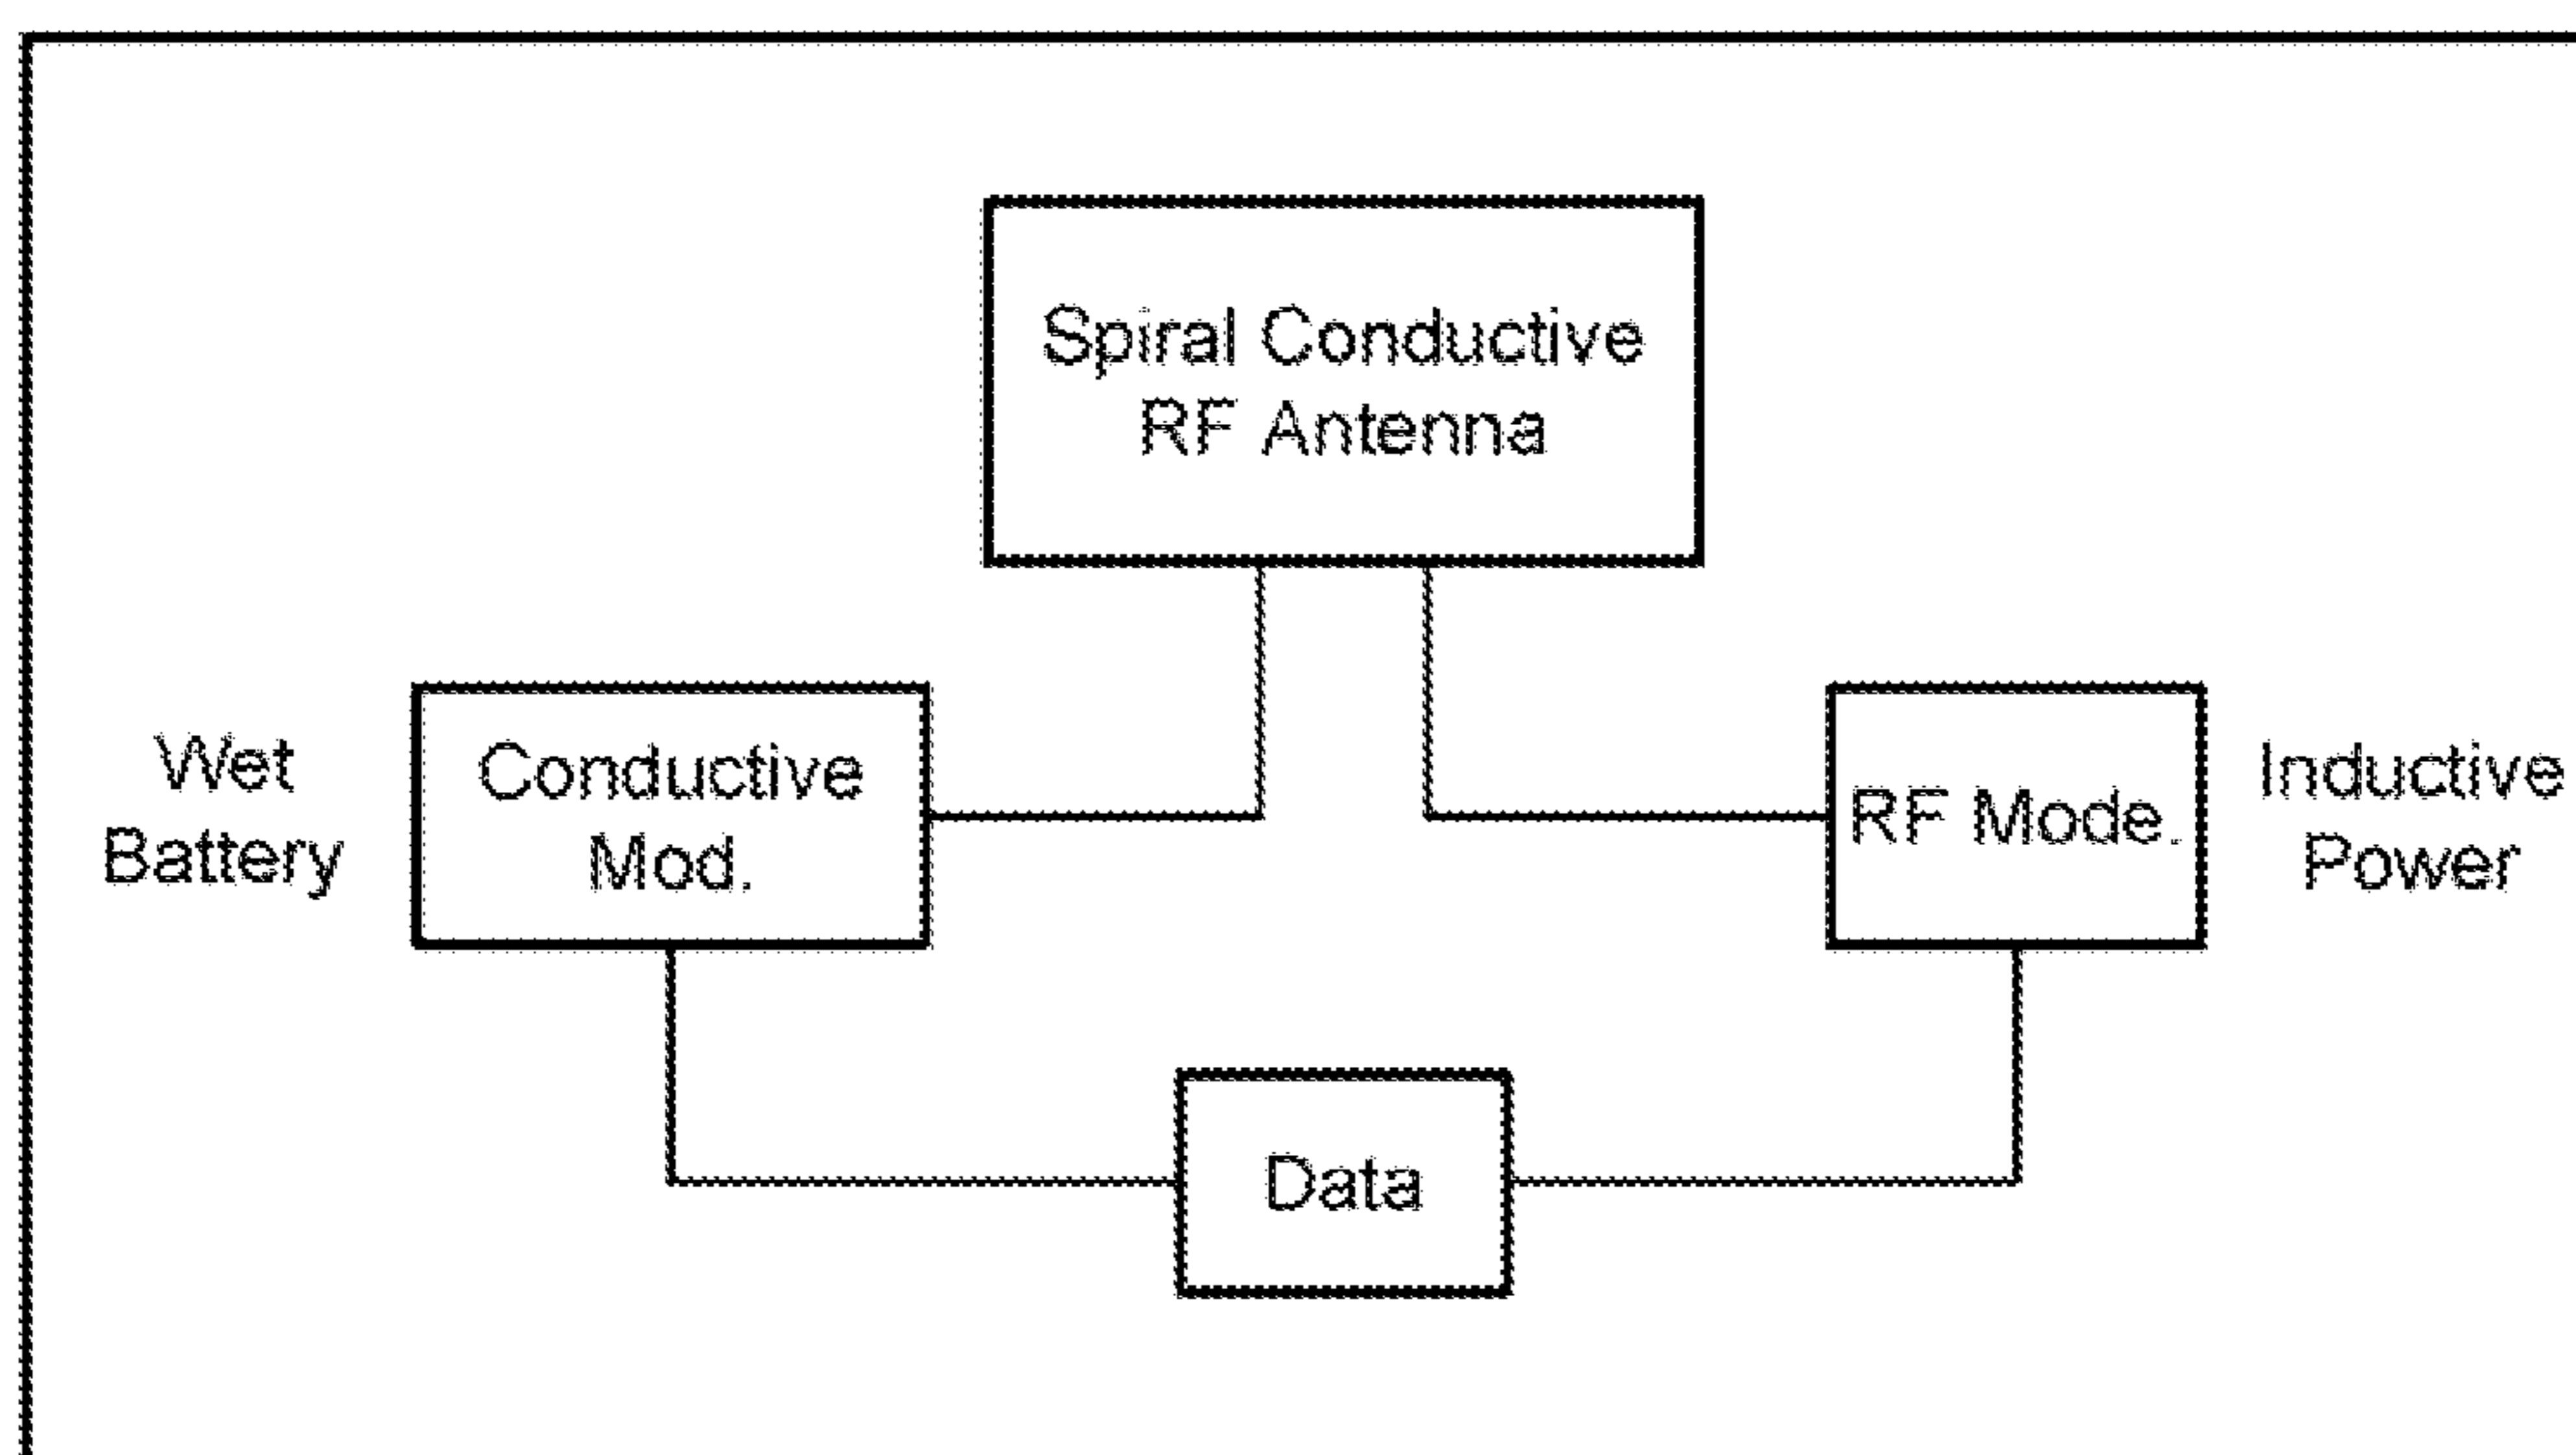 Spiral Conductive
RF Antenna
Wet
Battery
Conductive
Mod.
RF Mode.
Inductive
Power
Data